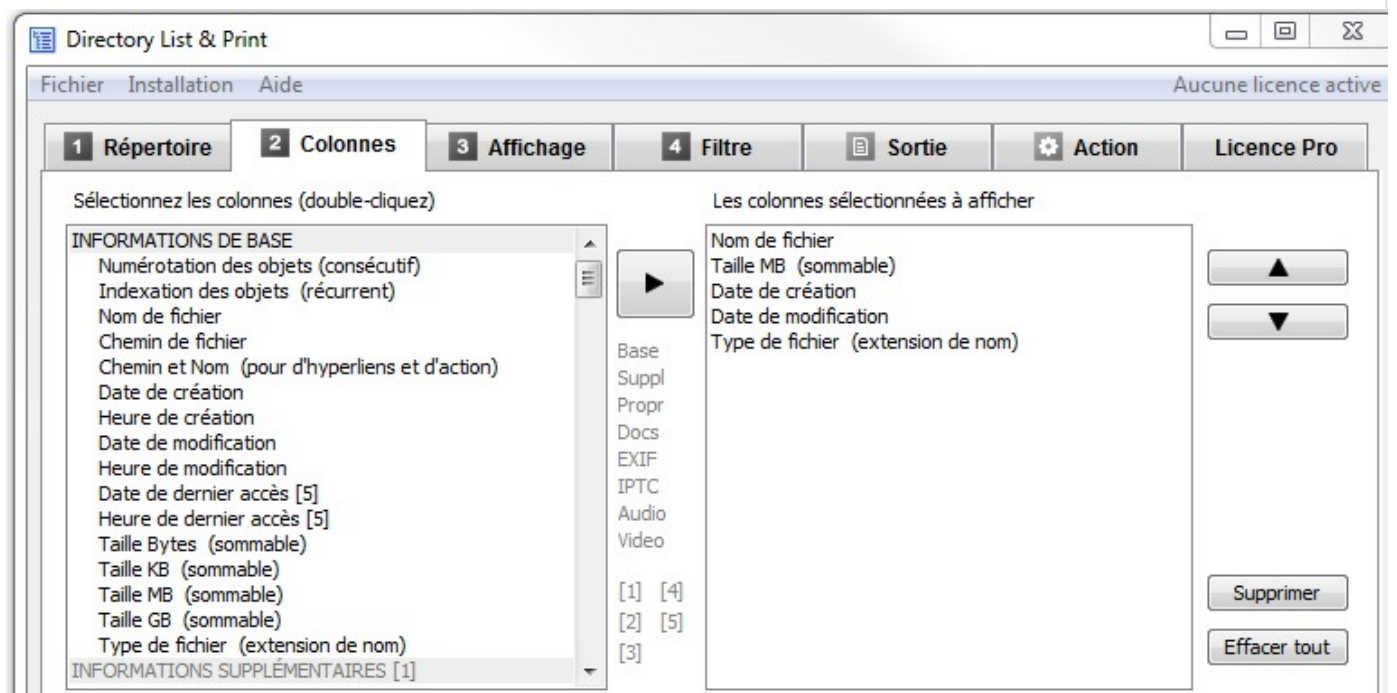 Directory List & Print
Fichier Installation Aide Aucune licence active
1 Répertoire 2 Colonnes 3 Affichage 4 Filtre Sortie Action Licence Pro
Sélectionnez les colonnes (double-cliquez)
INFORMATIONS DE BASE
Numérotation des objets (consécutif)
Indexation des objets (récurrent)
Nom de fichier
Chemin de fichier
Chemin et Nom (pour d'hyperliens et d'action)
Date de création
Heure de création
Date de modification
Heure de modification
Date de dernier accès [5]
Heure de dernier accès [5]
Taille Bytes (sommable)
Taille KB (sommable)
Taille MB (sommable)
Taille GB (sommable)
Type de fichier (extension de nom)
INFORMATIONS SUPPLÉMENTAIRES [1]
Base
Suppl
Propr
Docs
EXIF
IPTC
Audio
Video
[1] [4]
[2] [5]
[3]
Les colonnes sélectionnées à afficher
Nom de fichier
Taille MB (sommable)
Date de création
Date de modification
Type de fichier (extension de nom)
Supprimer
Effacer tout